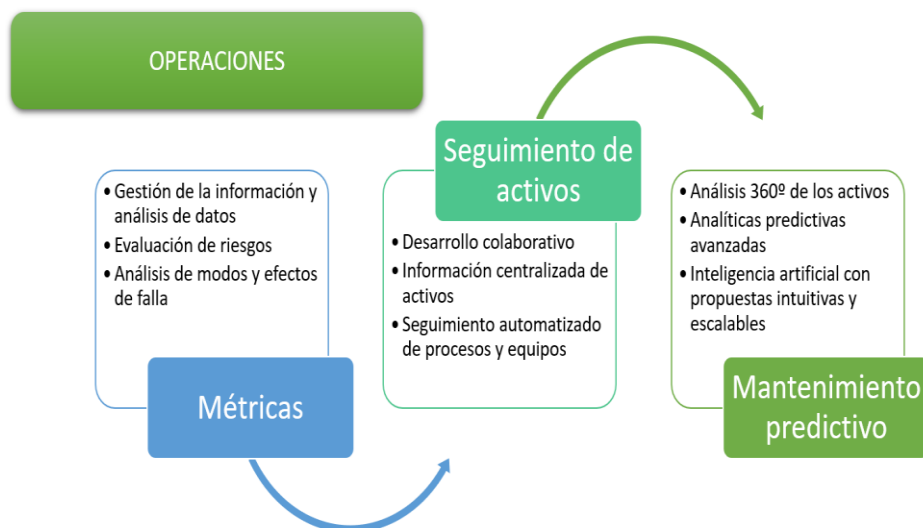 OPERACIONES
• Gestión de la información y
análisis de datos
• Evaluación de riesgos
• Análisis de modos y efectos
de falla
Métricas
Seguimiento de
activos
• Desarrollo colaborativo
• Información centralizada de
activos
• Seguimiento automatizado
de procesos y equipos
• Análisis 360º de los activos
• Analíticas predictivas
avanzadas
• Inteligencia artificial con
propuestas intuitivas y
escalables
Mantenimiento
predictivo